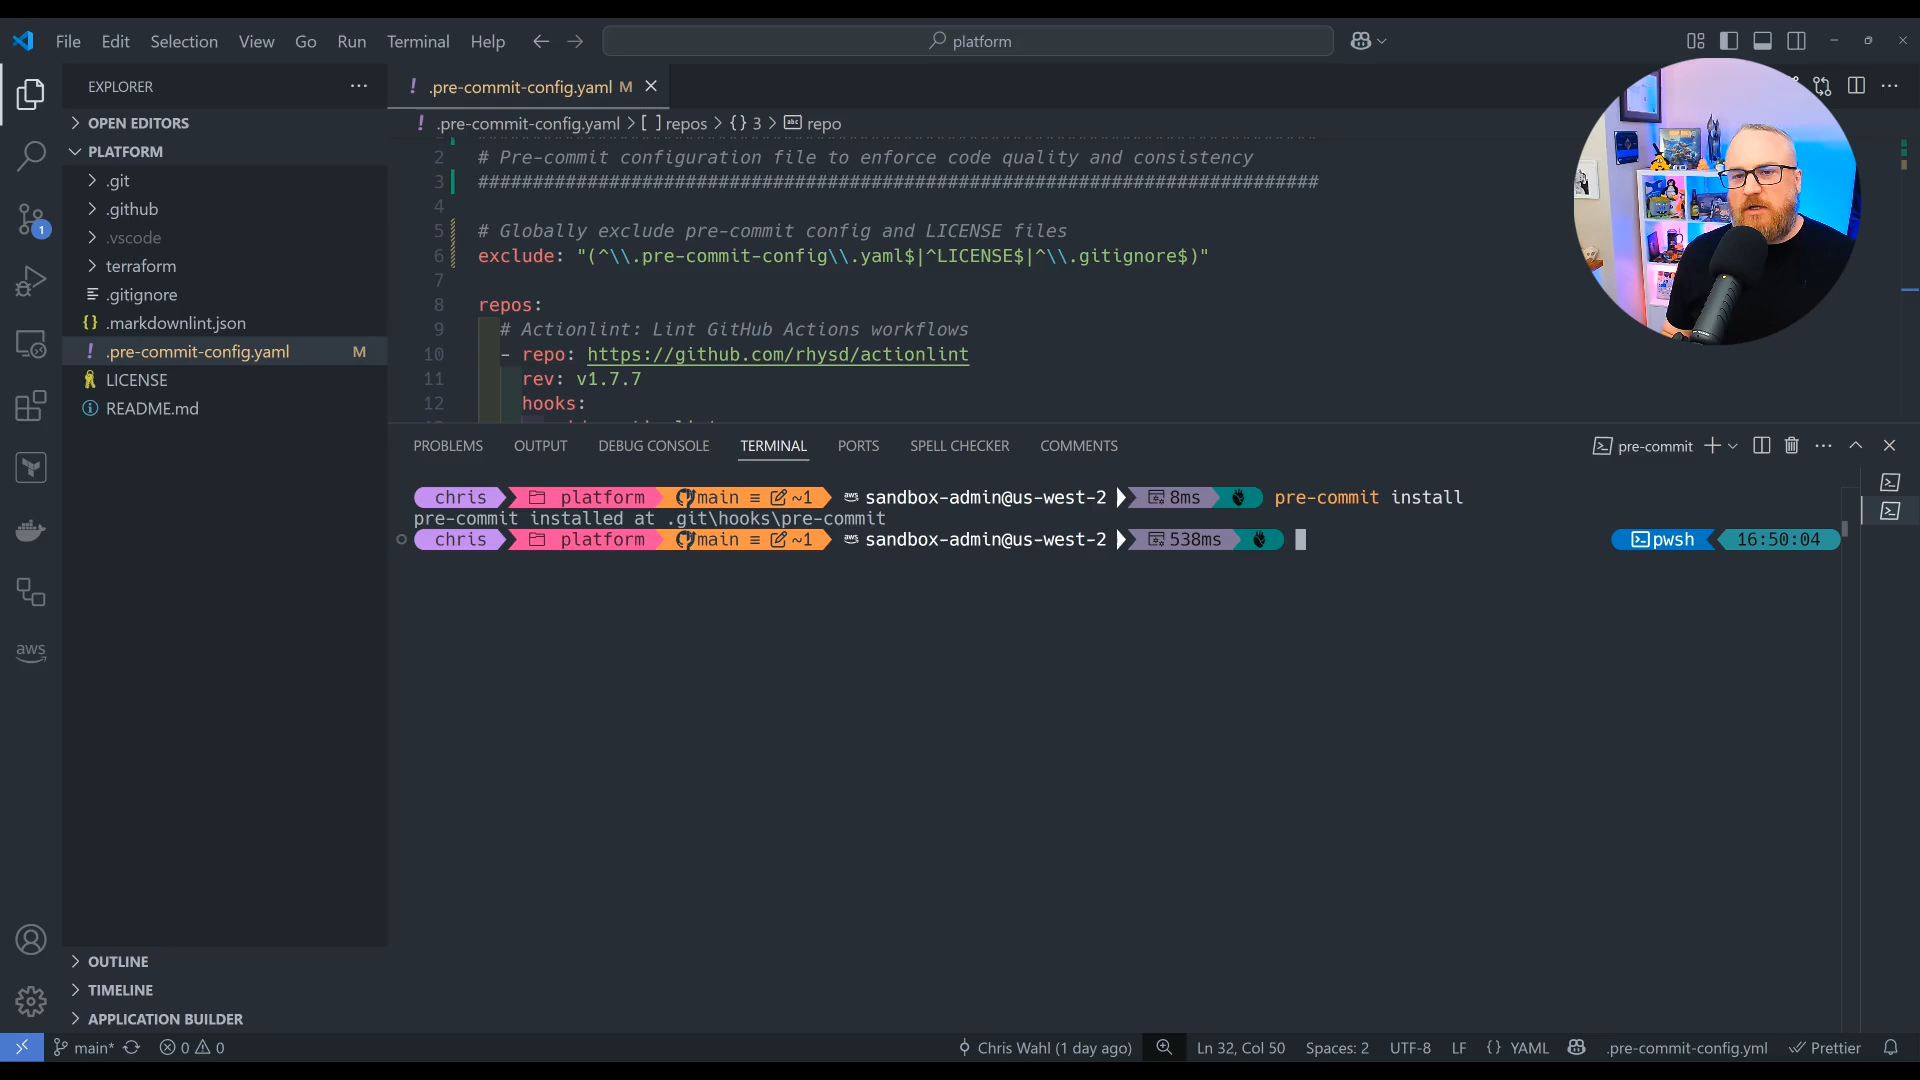 File Edit Selection View Go Run Terminal Help
platform
EXPLORER
OPEN EDITORS
PLATFORM
.git
.github
.vscode
terraform
.gitignore
.markdownlint.json
.pre-commit-config.yaml M
LICENSE
README.md
OUTLINE
TIMELINE
APPLICATION BUILDER
1
aws
.pre-commit-config.yaml M
.pre-commit-config.yaml > [ ] repos > {} 3 > repo
2 # Pre-commit configuration file to enforce code quality and consistency
3 #############################################################################
4
5 # Globally exclude pre-commit config and LICENSE files
6 exclude: "(^\\.pre-commit-config\\.yaml$|^LICENSE$|^\\.gitignore$)"
7
8 repos:
9 # Actionlint: Lint GitHub Actions workflows
10 - repo: https://github.com/rhysd/actionlint
11 rev: v1.7.7
12 hooks:
PROBLEMS OUTPUT DEBUG CONSOLE TERMINAL PORTS SPELL CHECKER COMMENTS
pre-commit
chris platform main ≡ ~1 aws sandbox-admin@us-west-2 8ms pre-commit install
pre-commit installed at .git\hooks\pre-commit
chris platform main ≡ ~1 aws sandbox-admin@us-west-2 538ms pwsh 16:50:04
main* 0 0 Chris Wahl (1 day ago) Ln 32, Col 50 Spaces: 2 UTF-8 LF {} YAML .pre-commit-config.yml Prettier